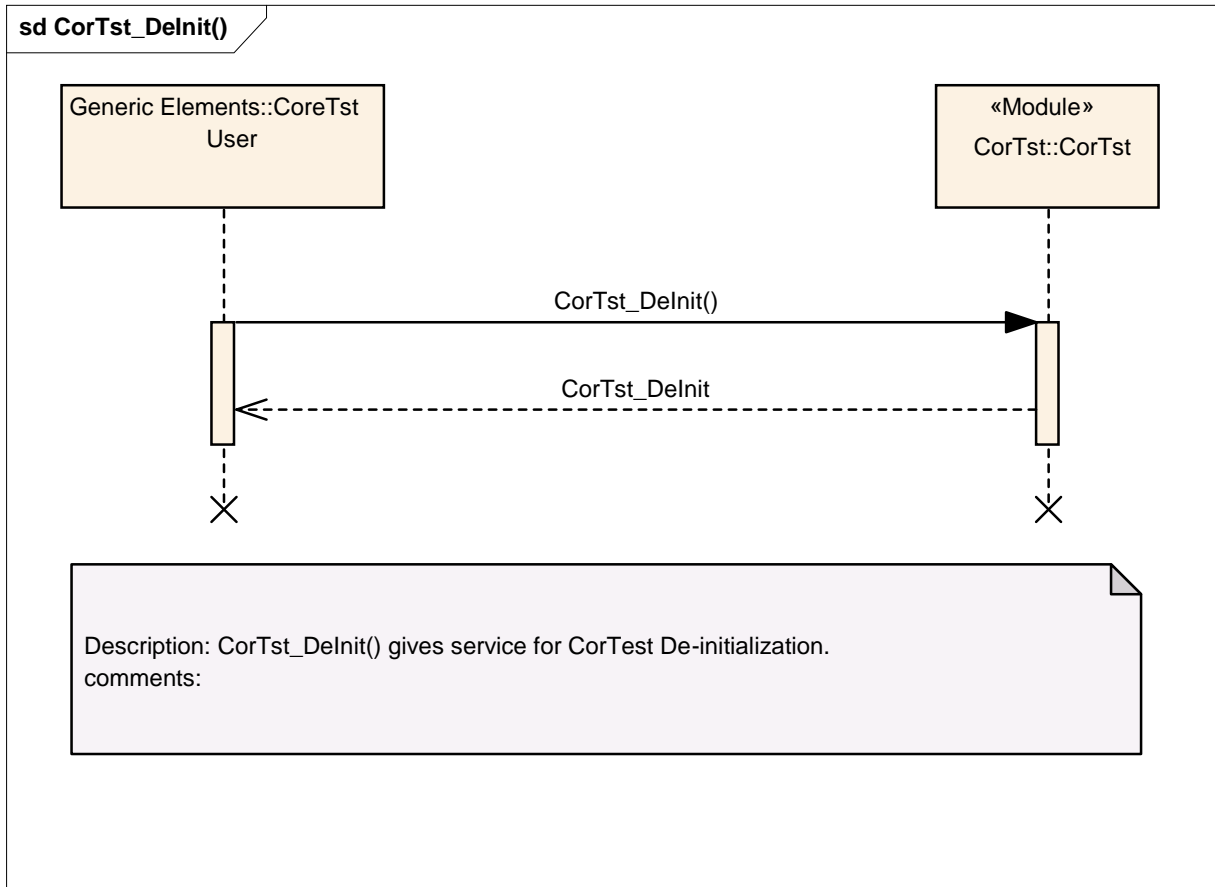 sd CorTst_DeInit()
Generic Elements::CoreTst
User
«Module»
CorTst::CorTst
CorTst_DeInit()
CorTst_DeInit
Description: CorTst_DeInit() gives service for CorTest De-initialization.
comments: